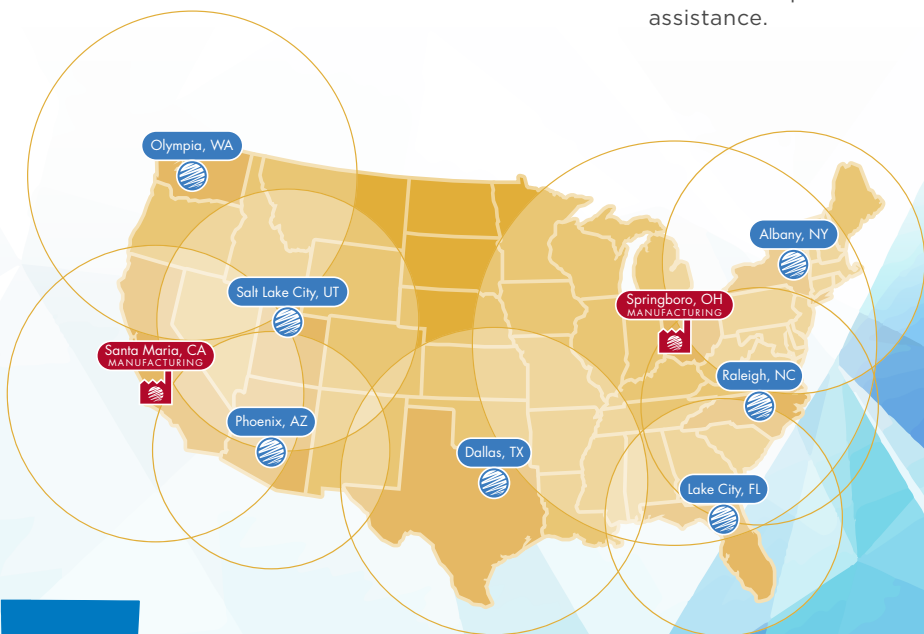 assistance.
Olympia, WA
Albany, NY
Salt Lake City, UT
Springboro, OH
MANUFACTURING
Santa Maria, CA
MANUFACTURING
Raleigh, NC
Phoenix, AZ
Dallas, TX
Lake City, FL